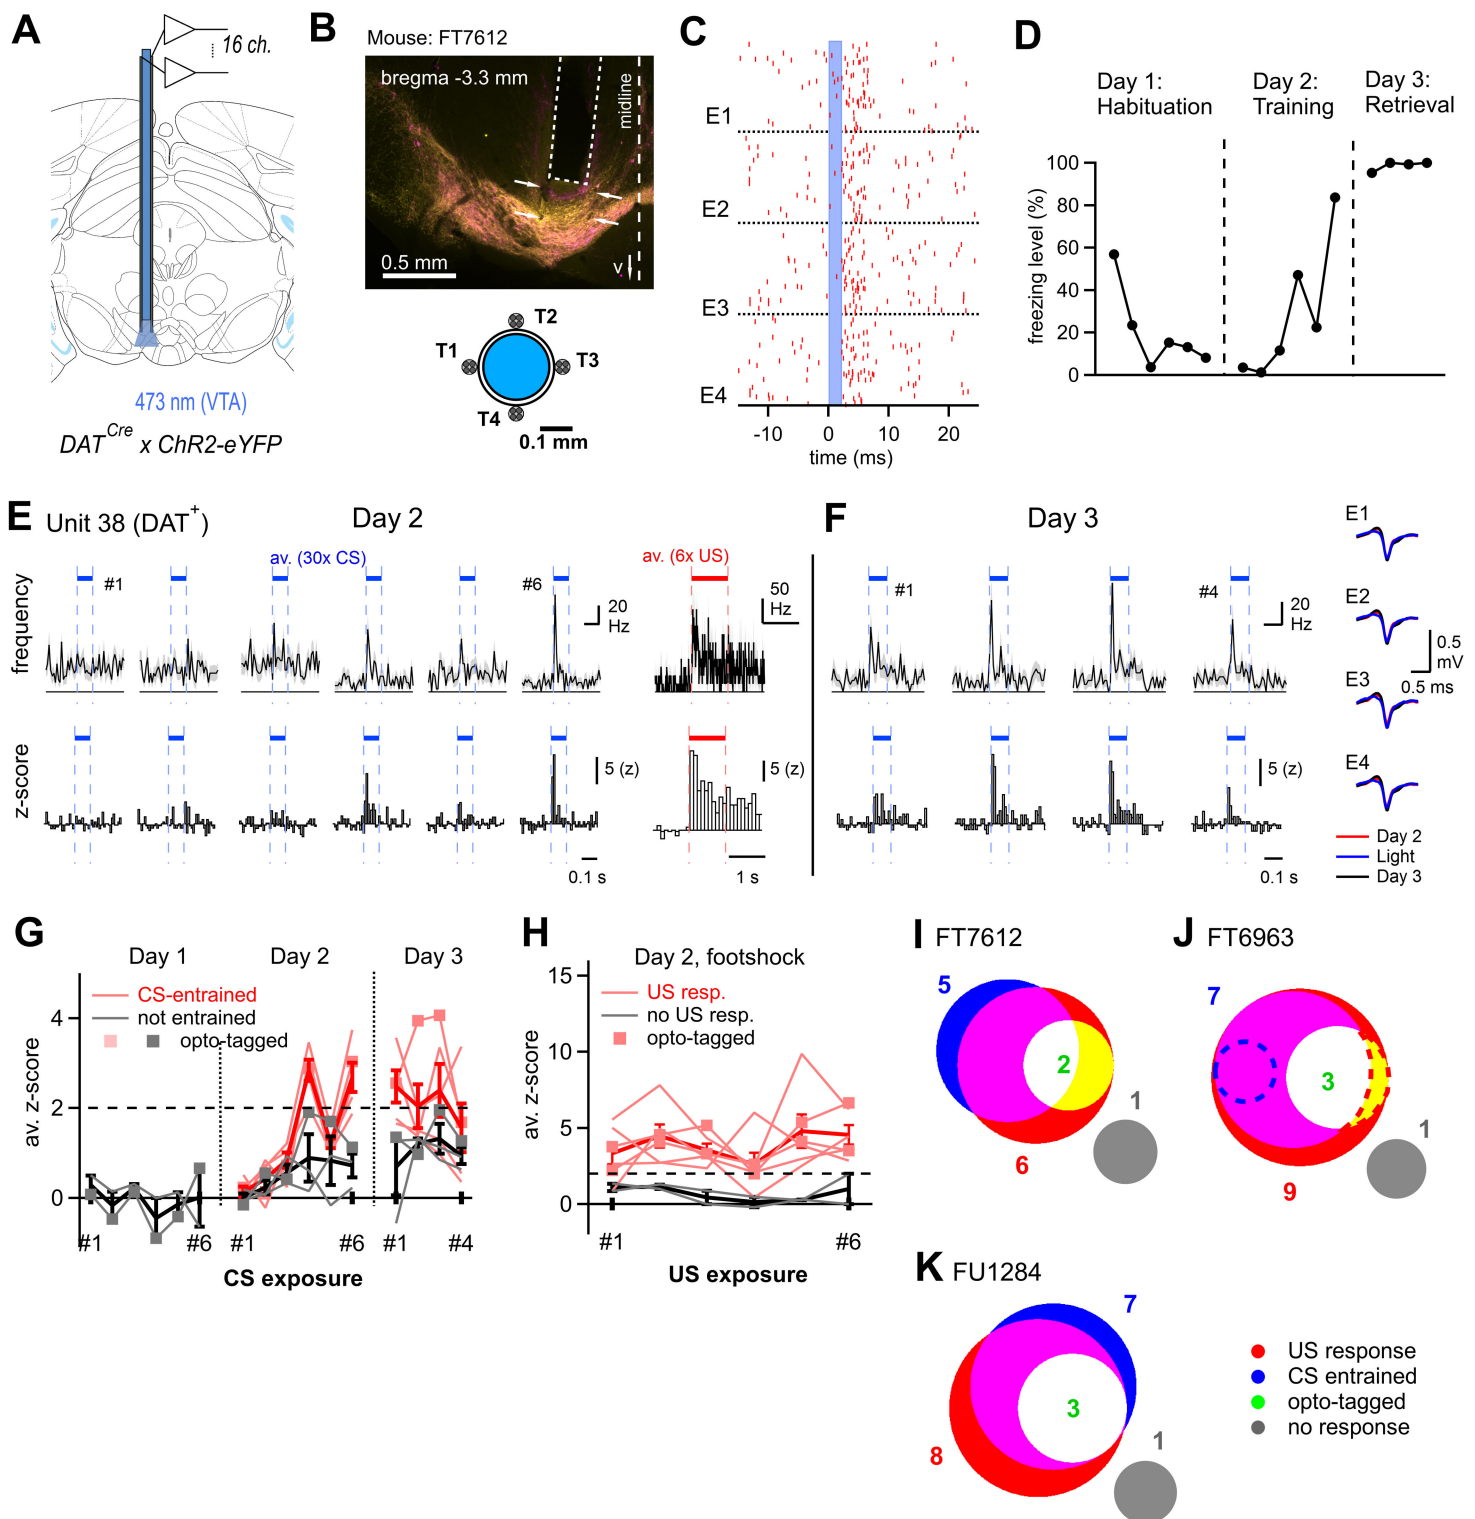 A
16 ch.
473 nm (VTA)
DAT^Cre x ChR2-eYFP
B
Mouse: FT7612
bregma -3.3 mm
midline
0.5 mm
v
T2
T1
T3
T4
0.1 mm
C
E1
E2
E3
E4
-10 0 10 20
time (ms)
D
Day 1:
Habituation
Day 2:
Training
Day 3:
Retrieval
freezing level (%)
100
80
60
40
20
0
E
Unit 38 (DAT+)
Day 2
frequency
#1
av. (30x CS)
#6
20
Hz
av. (6x US)
50
Hz
z-score
5 (z)
5 (z)
0.1 s
1 s
F
Day 3
#1
#4
20
Hz
5 (z)
0.1 s
E1
E2
0.5
mV
0.5 ms
E3
E4
Day 2
Light
Day 3
G
Day 1
Day 2
Day 3
CS-entrained
not entrained
opto-tagged
av. z-score
4
2
0
#1 #6 #1 #6 #1 #4
CS exposure
H
Day 2, footshock
US resp.
no US resp.
opto-tagged
av. z-score
15
10
5
0
#1 #6
US exposure
I FT7612
5
2
1
6
J FT6963
7
3
1
9
K FU1284
7
3
1
8
US response
CS entrained
opto-tagged
no response